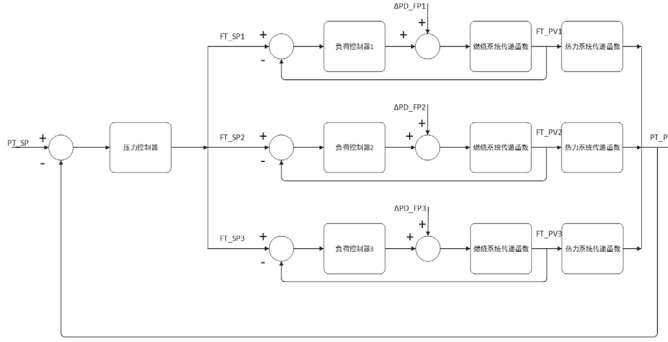 ΔPD_FP1
FT_SP1
+
-
负荷控制器1
+
+
燃烧系统传递函数
FT_PV1
热力系统传递函数
PT_SP
+
-
压力控制器
ΔPD_FP2
FT_SP2
+
-
负荷控制器2
+
+
燃烧系统传递函数
FT_PV2
热力系统传递函数
PT_P
ΔPD_FP3
FT_SP3
+
-
负荷控制器3
+
+
燃烧系统传递函数
FT_PV3
热力系统传递函数